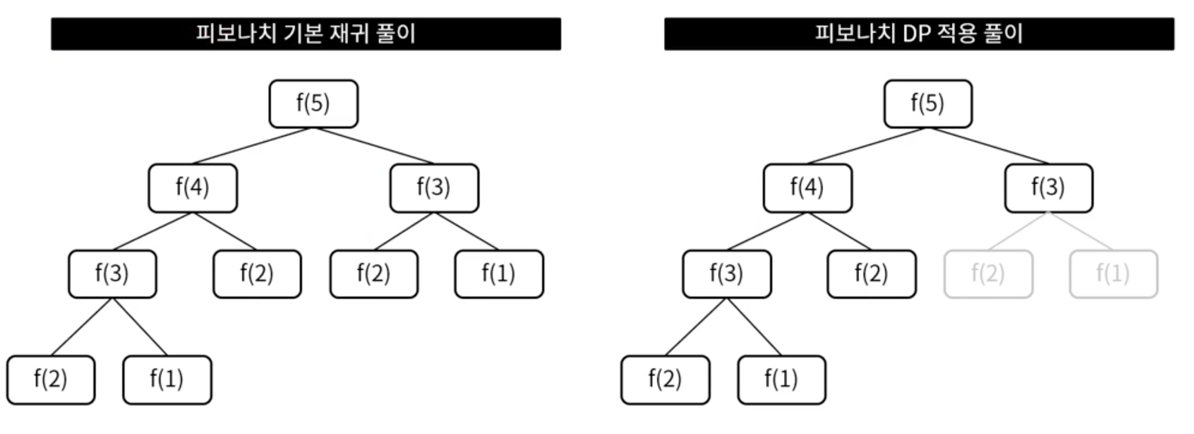 피보나치 기본 재귀 풀이
f(5)
f(4)
f(3)
f(3)
f(2)
f(2)
f(1)
f(2)
f(1)
피보나치 DP 적용 풀이
f(5)
f(4)
f(3)
f(3)
f(2)
f(2)
f(1)
f(2)
f(1)